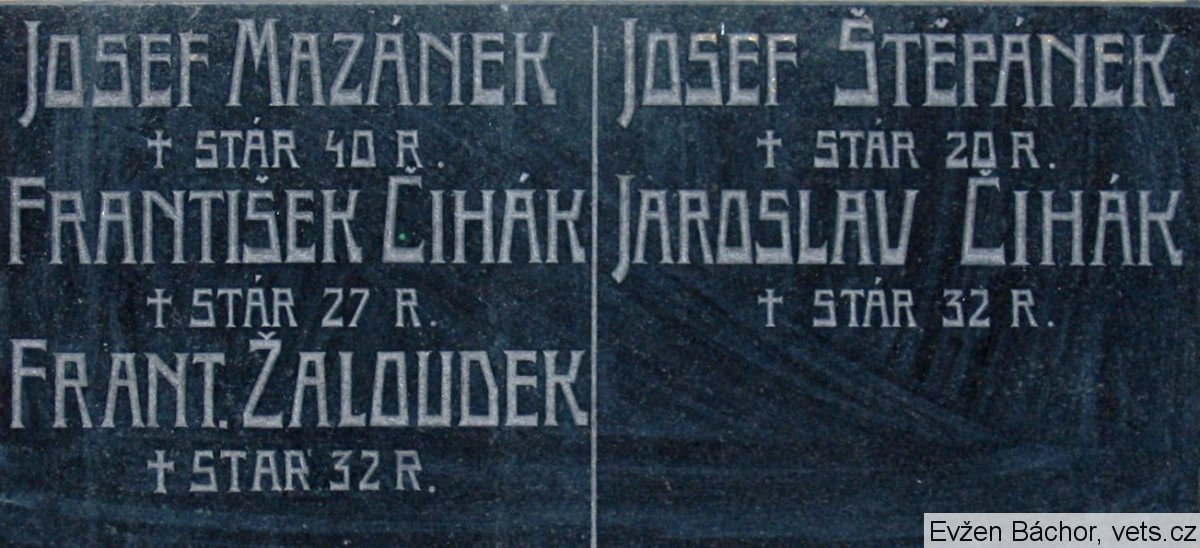 Josef Mazánek
✝ STÁR 40 R.
František Čihák
✝ STÁR 27 R.
Frant. Žaloudek
✝ STAR 32 R.
Josef Štěpánek
✝ STÁR 20 R.
Jaroslav Čihák
✝ STÁR 32 R.
Evžen Báchor, vets.cz